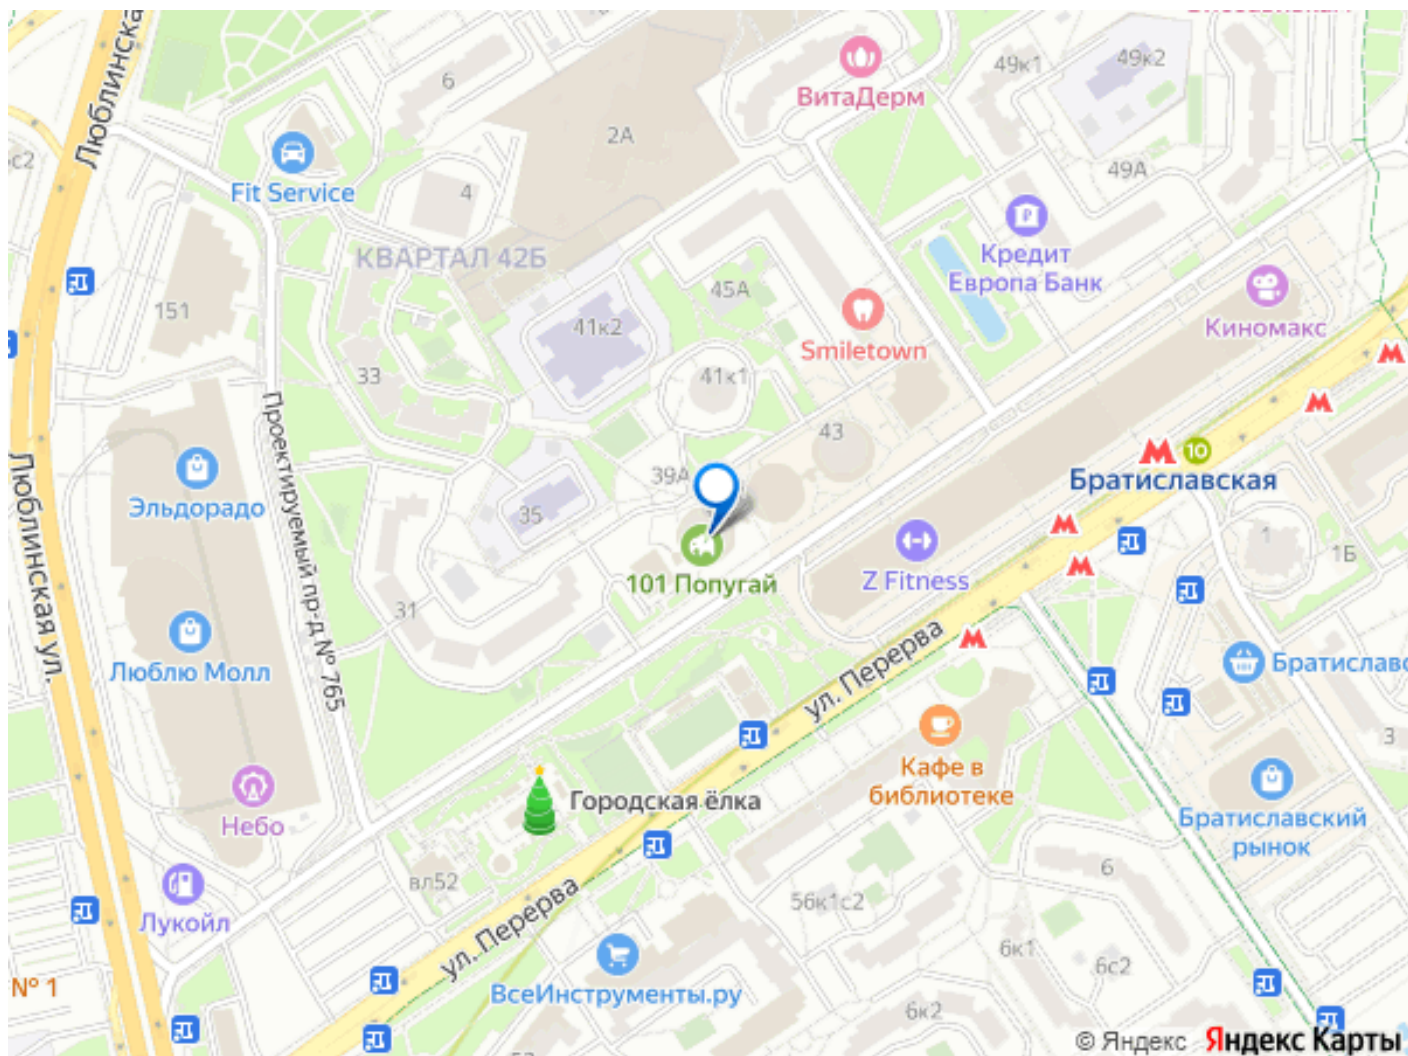 Люблинская
6
ВитаДерм
49к1
49к2
2А
49А
Fit Service
4
КВАРТАЛ 42Б
Кредит
Европа Банк
45А
151
41к2
Smiletown
Киномакс
33
41к1
43
10
Братиславская
39А
Эльдорадо
35
Проектируемый пр-д № 765
Люблинская ул.
Z Fitness
101 Попугай
1
1Б
31
Люблю Молл
ул. Перерва
Братиславс
3
Кафе в
библиотеке
Небо
Городская ёлка
Братиславский
рынок
вл52
6
Лукойл
56к1с2
ул. Перерва
6к1
6с2
№ 1
ВсеИнструменты.ру
6к2
© Яндекс Яндекс Карты